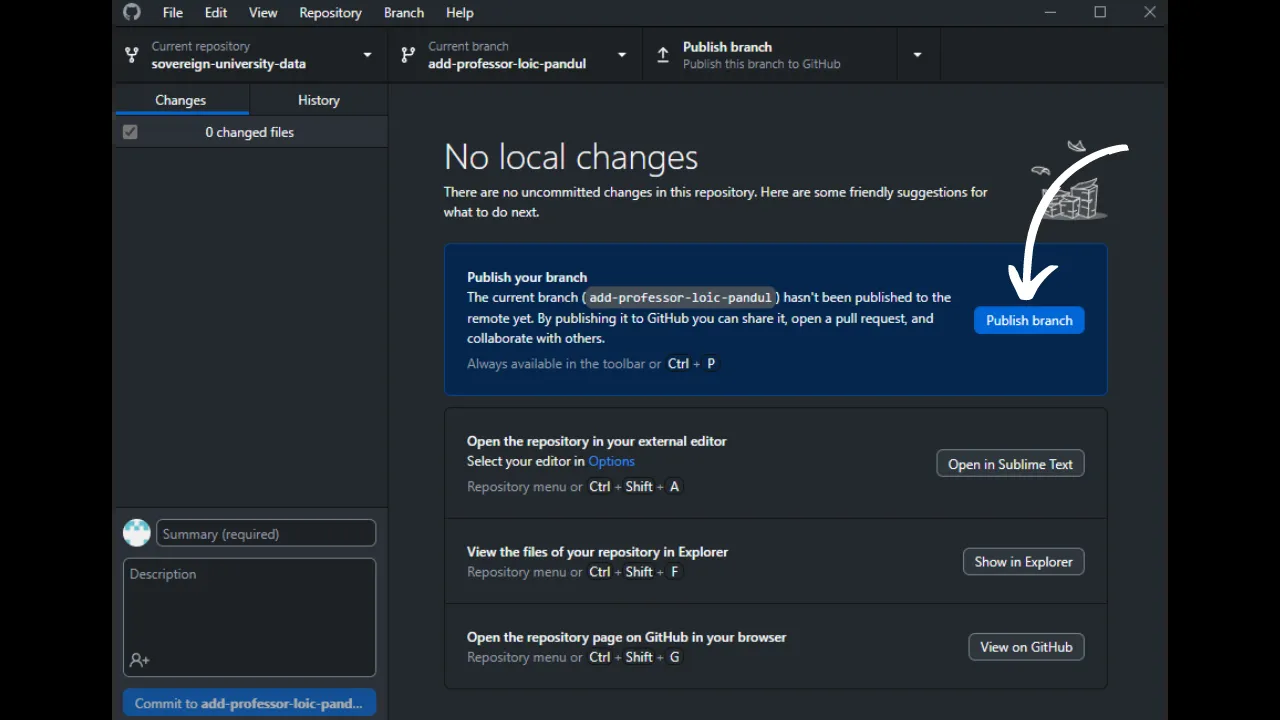 File Edit View Repository Branch Help
Current repository
sovereign-university-data
Current branch
add-professor-loic-pandul
Publish branch
Publish this branch to GitHub
Changes History
0 changed files
No local changes
There are no uncommitted changes in this repository. Here are some friendly suggestions for
what to do next.
Publish your branch
The current branch ( add-professor-loic-pandul ) hasn't been published to the
remote yet. By publishing it to GitHub you can share it, open a pull request, and
collaborate with others.
Always available in the toolbar or Ctrl + P
Publish branch
Open the repository in your external editor
Select your editor in Options
Repository menu or Ctrl + Shift + A
Open in Sublime Text
View the files of your repository in Explorer
Repository menu or Ctrl + Shift + F
Show in Explorer
Open the repository page on GitHub in your browser
Repository menu or Ctrl + Shift + G
View on GitHub
Summary (required)
Description
Commit to add-professor-loic-pand...